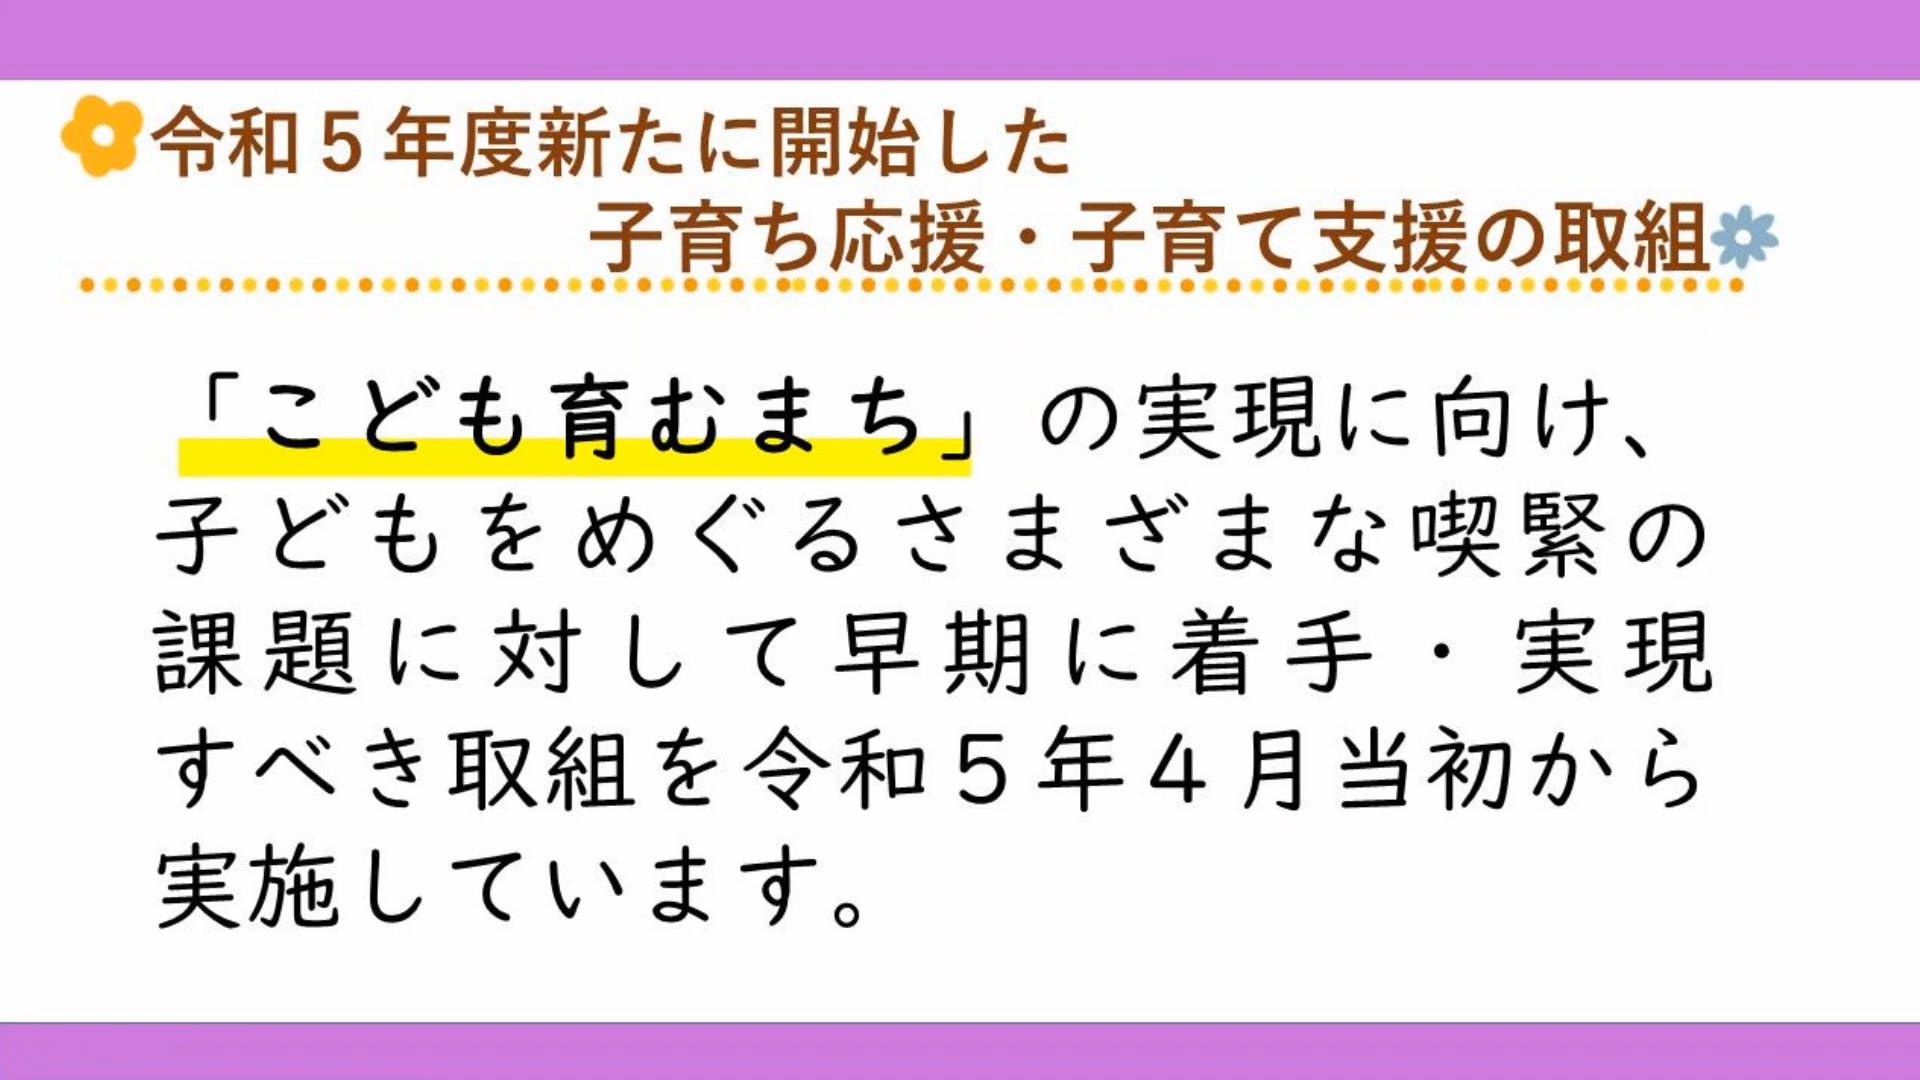 令和５年度新たに開始した
子育ち応援・子育て支援の取組
「こども育むまち」の実現に向け、
子どもをめぐるさまざまな喫緊の
課題に対して早期に着手・実現
すべき取組を令和５年４月当初から
実施しています。